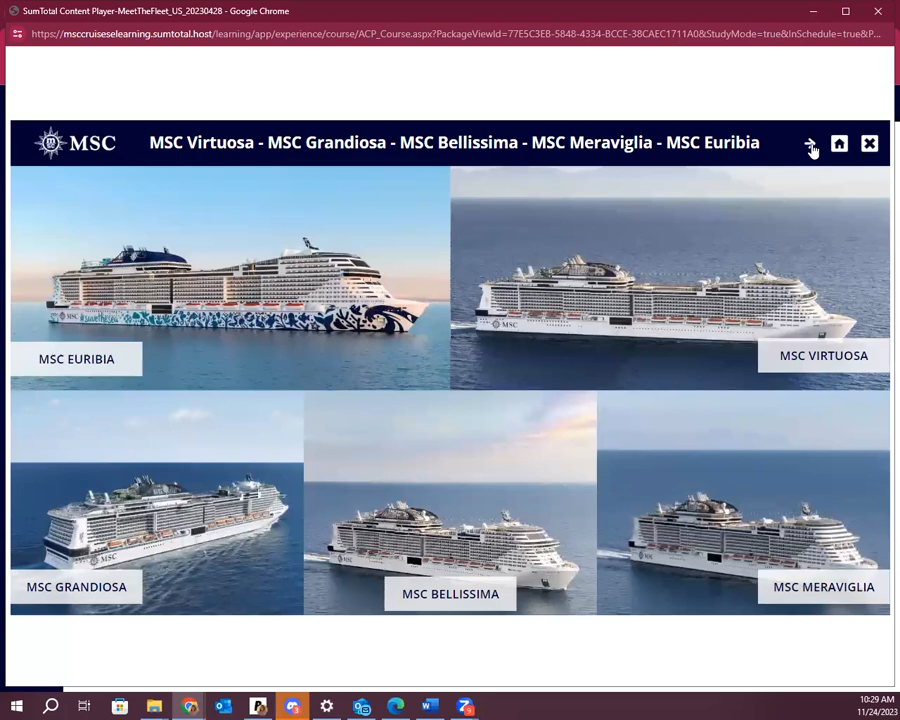 SumTotal Content Player-MeetTheFleet_US_20230428 - Google Chrome
https://msccruiseselearning.sumtotal.host/learning/app/experience/course/ACP_Course.aspx?PackageViewId=77E5C3EB-5848-4334-BCCE-38CAEC1711A0&StudyMode=true&InSchedule=true&P...
MSC MSC Virtuosa - MSC Grandiosa - MSC Bellissima - MSC Meraviglia - MSC Euribia
MSC EURIBIA
MSC
MSC VIRTUOSA
MSC
MSC GRANDIOSA
MSC BELLISSIMA
MSC MERAVIGLIA
10:29 AM
11/24/2023